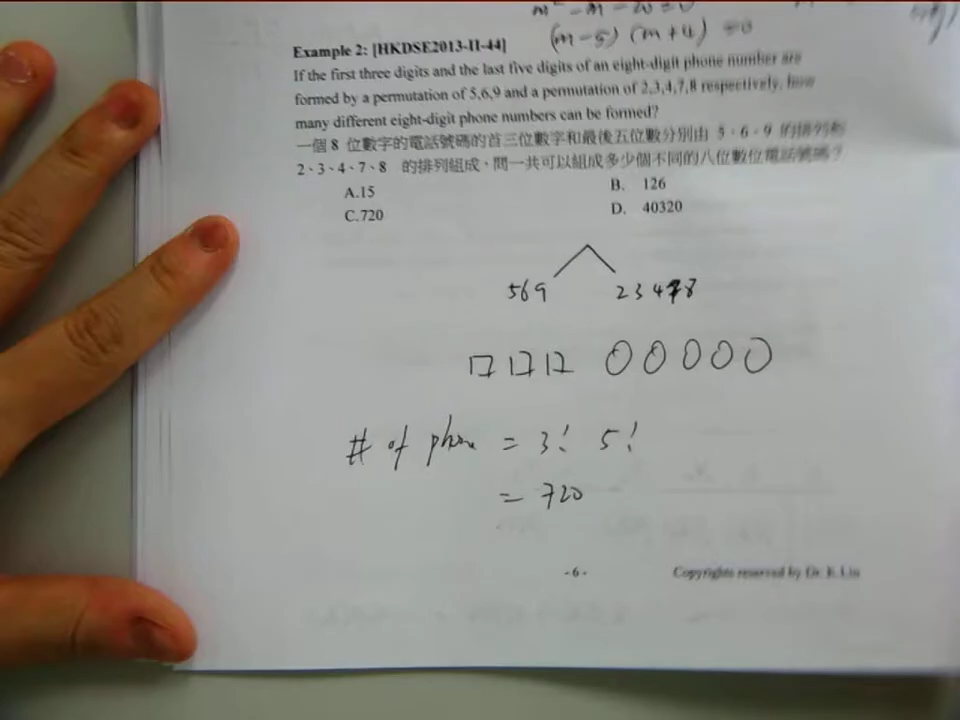 m² - m - 20 = 0
(m-5) (m+4) = 0
Example 2: [HKDSE2013-II-44]
If the first three digits and the last five digits of an eight-digit phone number are
formed by a permutation of 5,6,9 and a permutation of 2,3,4,7,8 respectively, how
many different eight-digit phone numbers can be formed?
一個 8 位數字的電話號碼的首三位數字和最後五位數分別由 5、6、9 的排列和
2、3、4、7、8 的排列組成、問一共可以組成多少個不同的八位數位電話號碼？
A.15 B. 126
C.720 D. 40320
569 23478
# of phone = 3! 5!
= 720
-6- Copyrights reserved by Dr. K.Liu